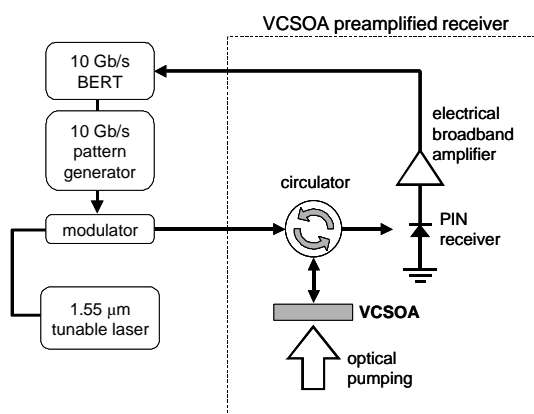 VCSOA preamplified receiver
10 Gb/s
BERT
10 Gb/s
pattern
generator
modulator
1.55 μm
tunable laser
circulator
electrical
broadband
amplifier
PIN
receiver
VCSOA
optical
pumping